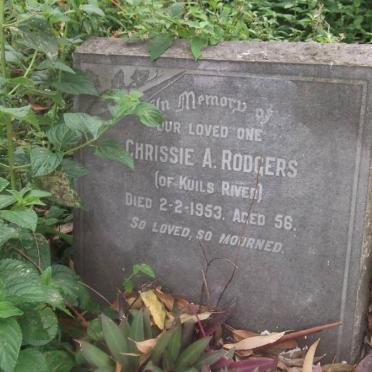 In Memory of
Our loved one
Chrissie A. Rodgers
(of Kuils River)
Died 2-2-1953. Aged 56.
So loved, so mourned.